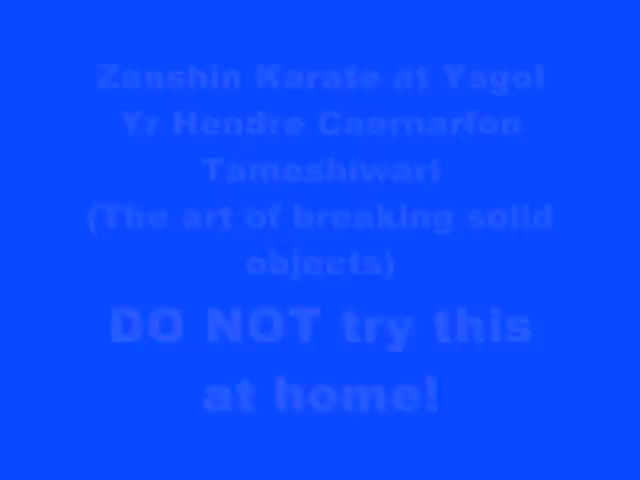 Zanshin Karate at Ysgol
Yr Hendre Caernarfon
Tameshiwari
(The art of breaking solid
objects)
DO NOT try this
at home!